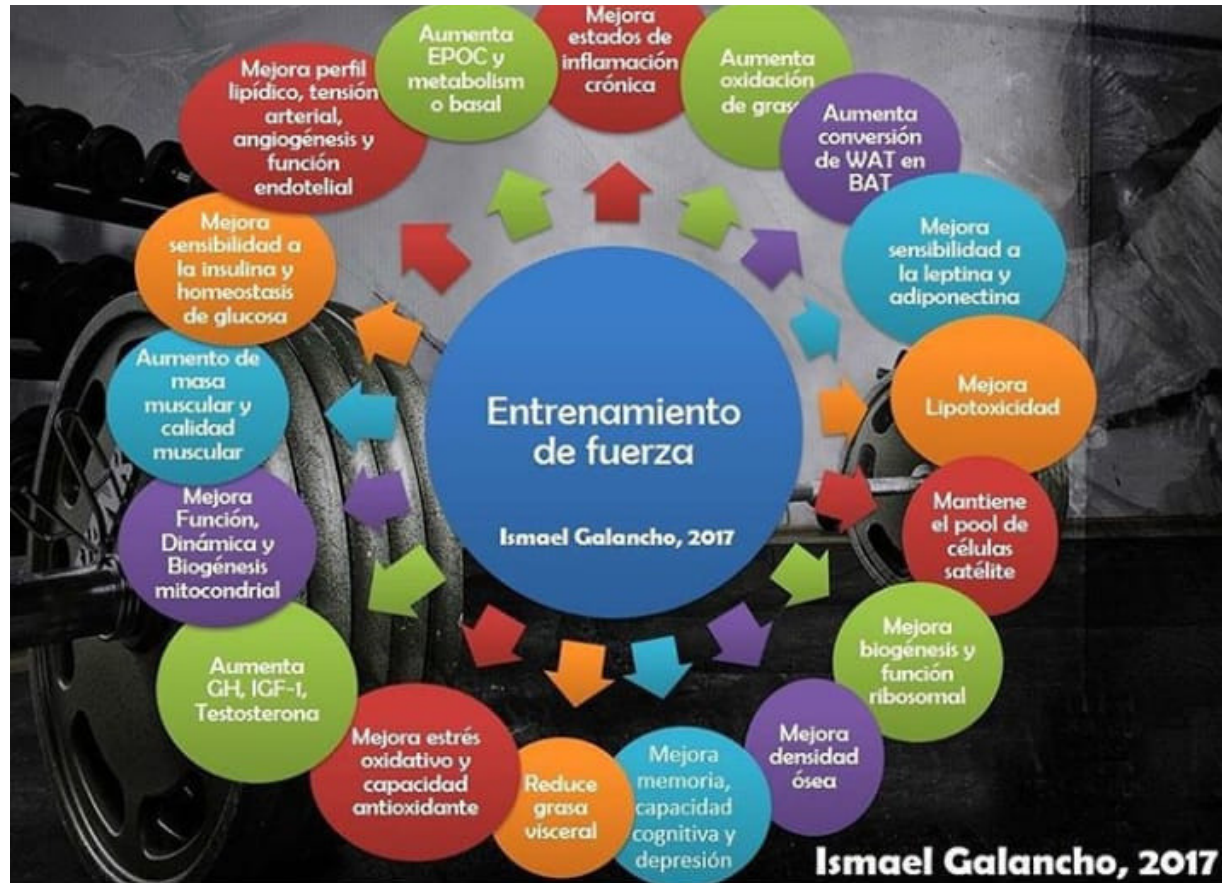 Mejora
estados de
inflamación
crónica
Aumenta
oxidación
de gras
Aumenta
conversión
de WAT en
BAT
Mejora
sensibilidad a
la leptina y
adiponectina
Mejora
Lipotoxicidad
Mantiene
el pool de
células
satélite
Mejora
biogénesis y
función
ribosomal
Mejora
densidad
ósea
Mejora
memoria,
capacidad
cognitiva y
depresión
Reduce
grasa
visceral
Mejora estrés
oxidativo y
capacidad
antioxidante
Aumenta
GH, IGF-1,
Testosterona
Mejora
Función,
Dinámica y
Biogénesis
mitocondrial
Aumento de
masa
muscular y
calidad
muscular
Mejora
sensibilidad a
la insulina y
homeostasis
de glucosa
Mejora perfil
lipídico, tensión
arterial,
angiogénesis y
función
endotelial
Aumenta
EPOC y
metabolism
o basal
Entrenamiento
de fuerza
Ismael Galancho, 2017
Ismael Galancho, 2017